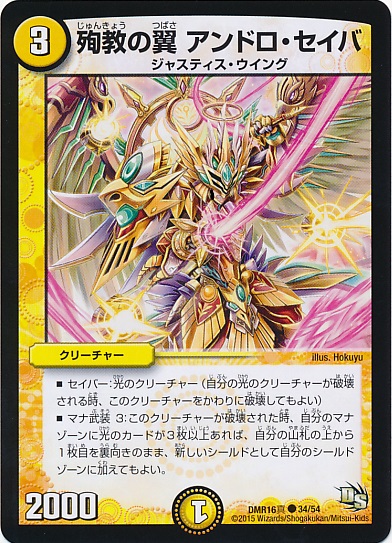 3
じゅんきょう つばさ
殉教の翼 アンドロ・セイバ
ジャスティス・ウイング
クリーチャー
illus. Hokuyu
■ セイバー:光のクリーチャー(自分の光のクリーチャーが破壊
される時、このクリーチャーをかわりに破壊してもよい)
■ マナ武装 3:このクリーチャーが破壊された時、自分のマナ
ゾーンに光のカードが3枚以上あれば、自分の山札の上から
1枚目を裏向きのまま、新しいシールドとして自分のシールド
ゾーンに加えてもよい。
2000
1
DS
DMR16真 ● 34/54
©2015 Wizards/Shogakukan/Mitsui-Kids